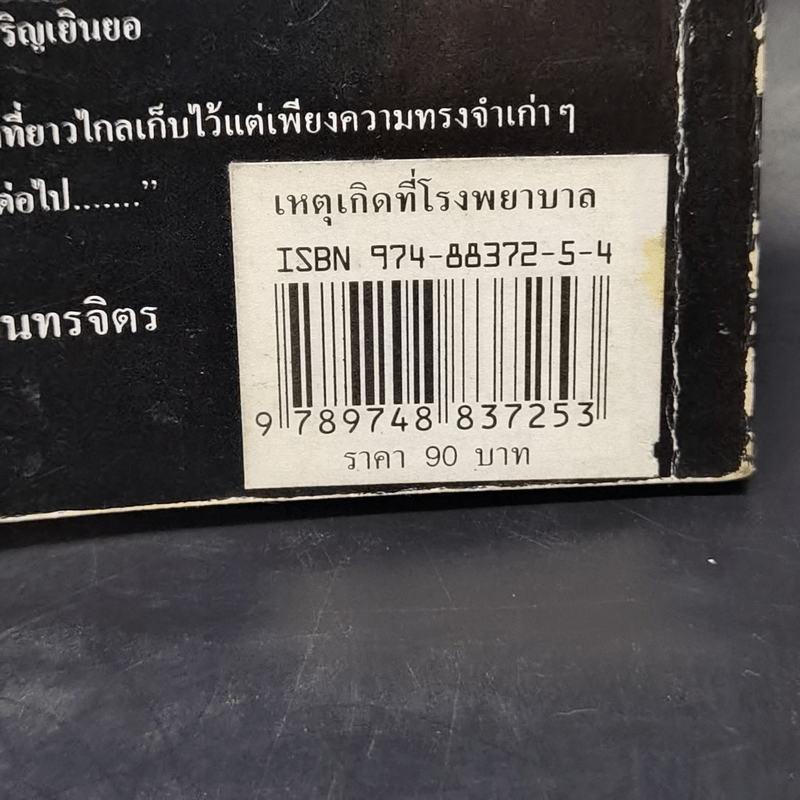 ริญเยินยอ
ที่ยาวไกลเก็บไว้แต่เพียงความทรงจำเก่า ๆ
ต่อไป.......”
นทรจิตร
เหตุเกิดที่โรงพยาบาล
ISBN 974-88372-5-4
9 789748 837253
ราคา 90 บาท